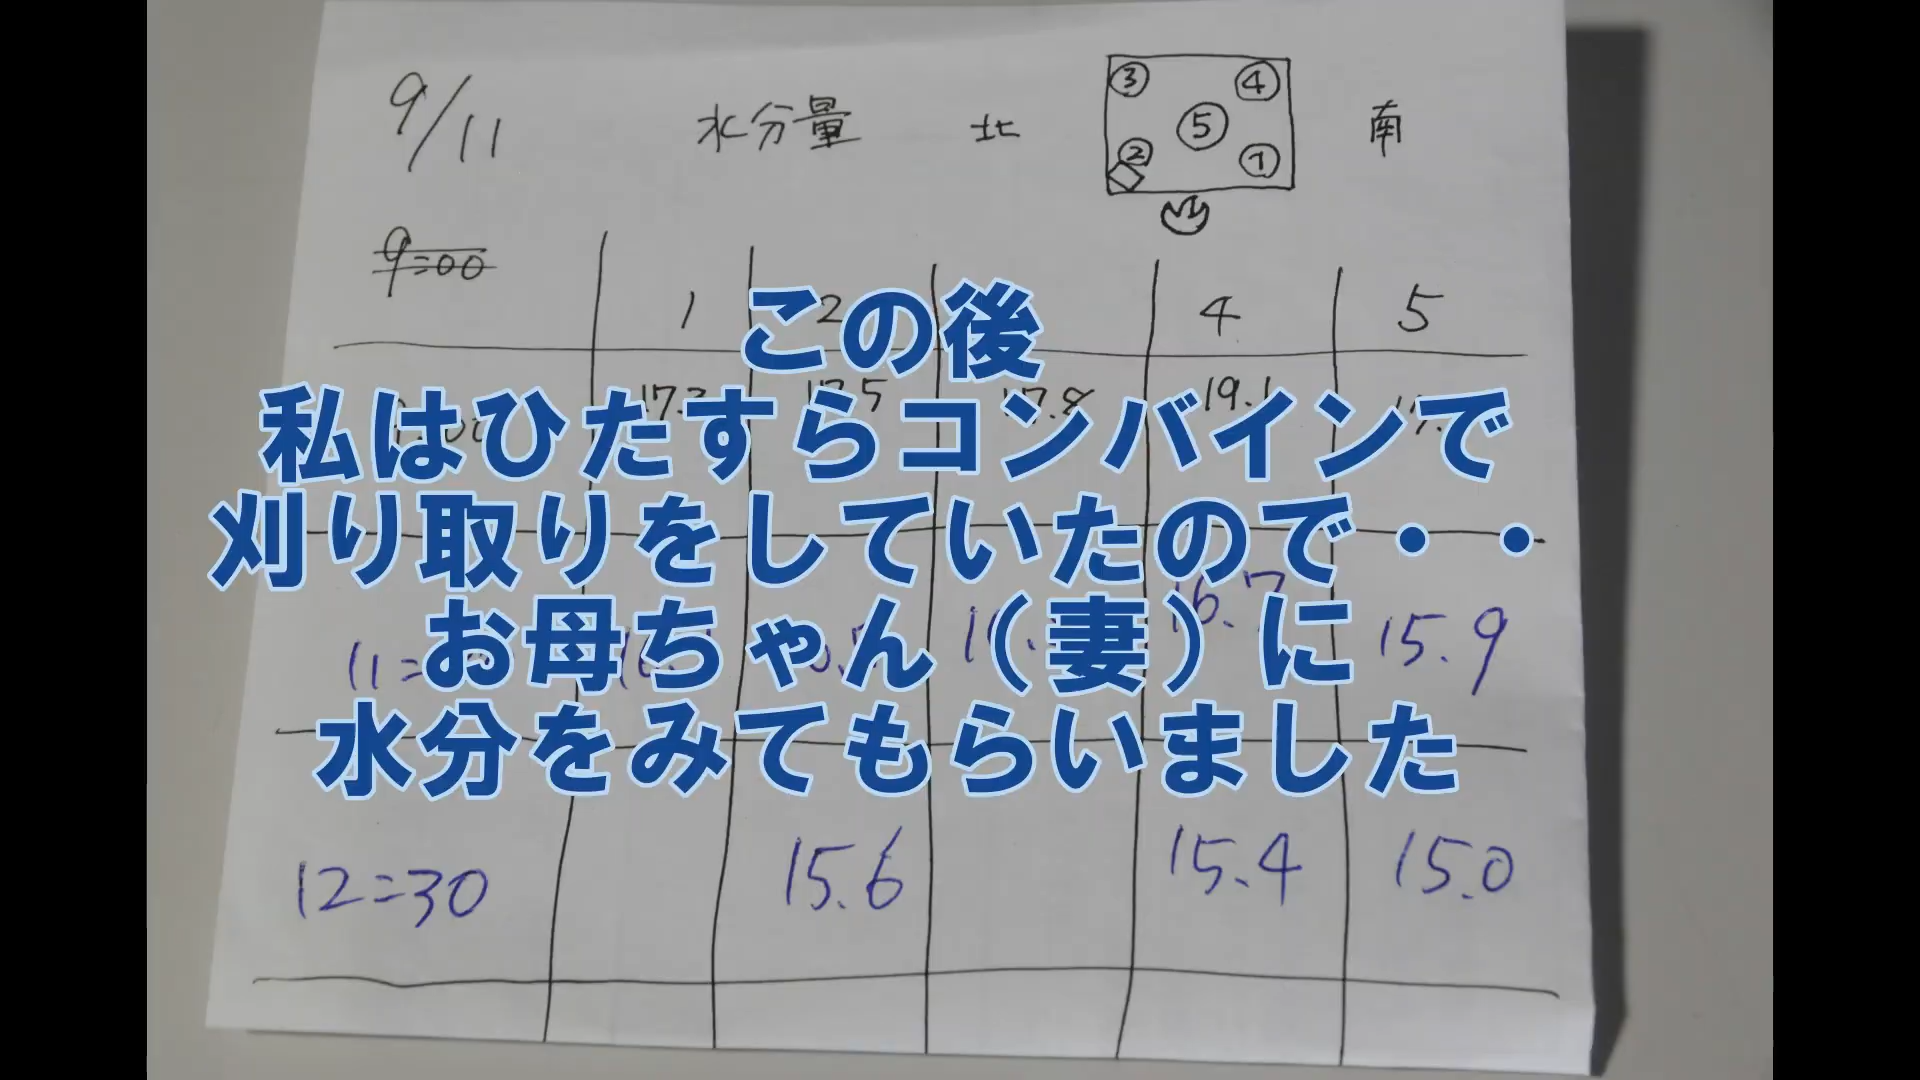 9/11 水分量 北 ③ ④ ⑤ ② ① 南
9:00
1 2 4 5
この後
17.5 17.8 19.1
私はひたすらコンバインで
刈り取りをしていたので・・
16.7
お母ちゃん（妻）に
15.9
水分をみてもらいました
12:30 15.6 15.4 15.0